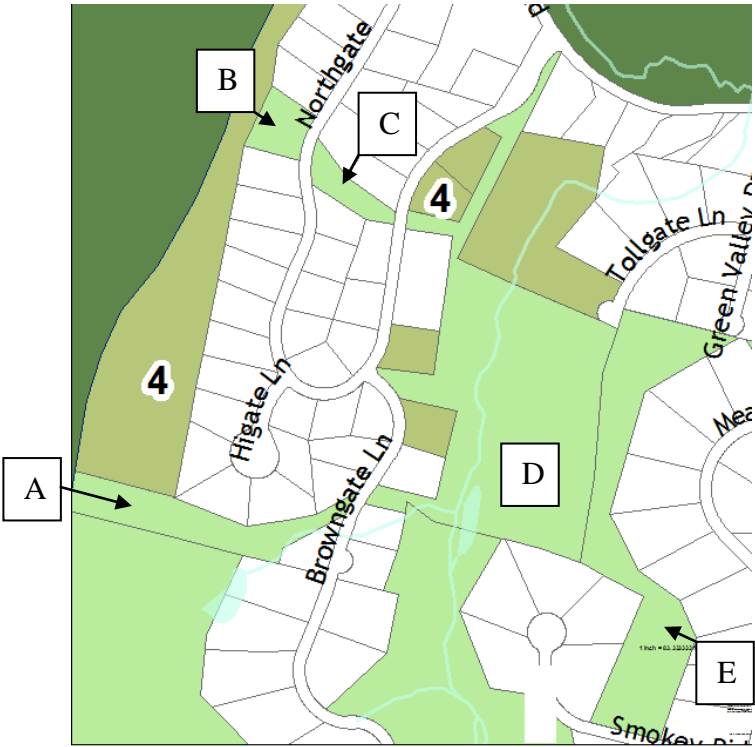 B
Northgate
C
4
Tollgate Ln
Green Valley
4
Higate Ln
Mea
A
D
Browngate Ln
E
Smokey